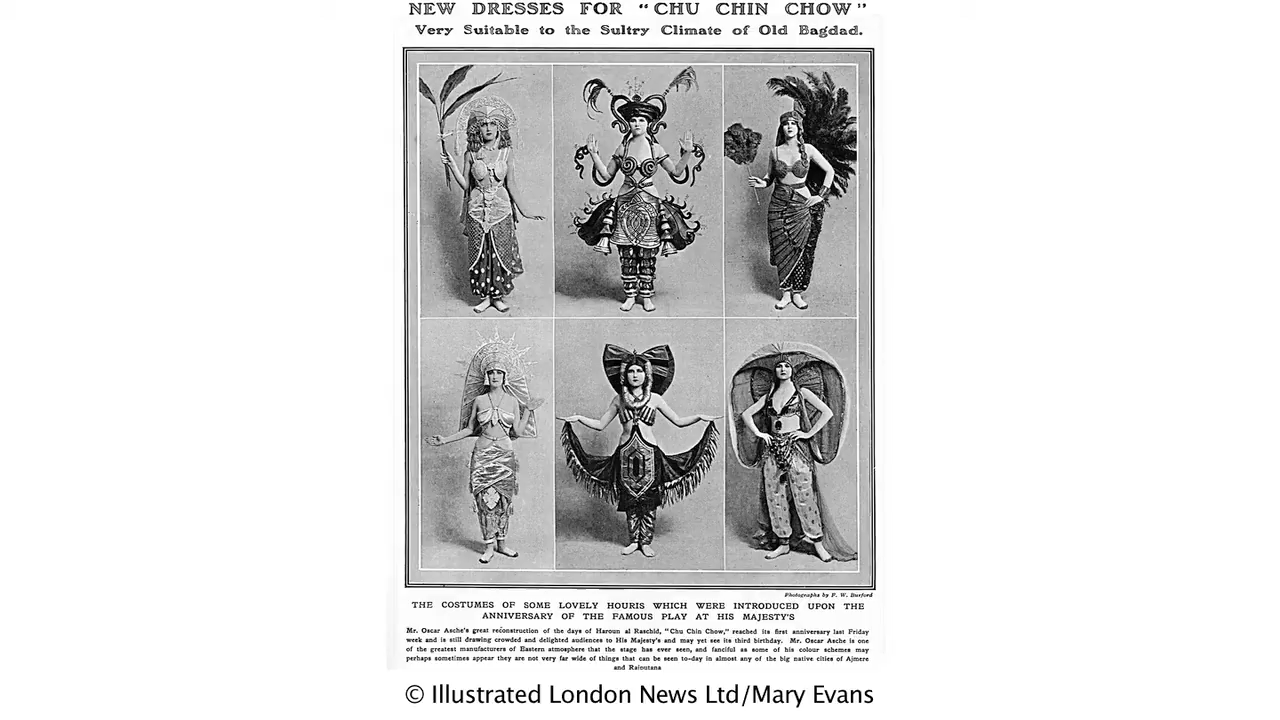 NEW DRESSES FOR "CHU CHIN CHOW"
Very Suitable to the Sultry Climate of Old Bagdad.
Photographs by F. W. Burford
THE COSTUMES OF SOME LOVELY HOURIS WHICH WERE INTRODUCED UPON THE
ANNIVERSARY OF THE FAMOUS PLAY AT HIS MAJESTY'S
Mr. Oscar Asche's great reconstruction of the days of Haroun al Raschid, "Chu Chin Chow," reached its first anniversary last Friday
week and is still drawing crowded and delighted audiences to His Majesty's and may yet see its third birthday. Mr. Oscar Asche is one
of the greatest manufacturers of Eastern atmosphere that the stage has ever seen, and fanciful as some of his colour schemes may
perhaps sometimes appear they are not very far wide of things that can be seen to-day in almost any of the big native cities of Ajmere
and Rajputana
© Illustrated London News Ltd/Mary Evans